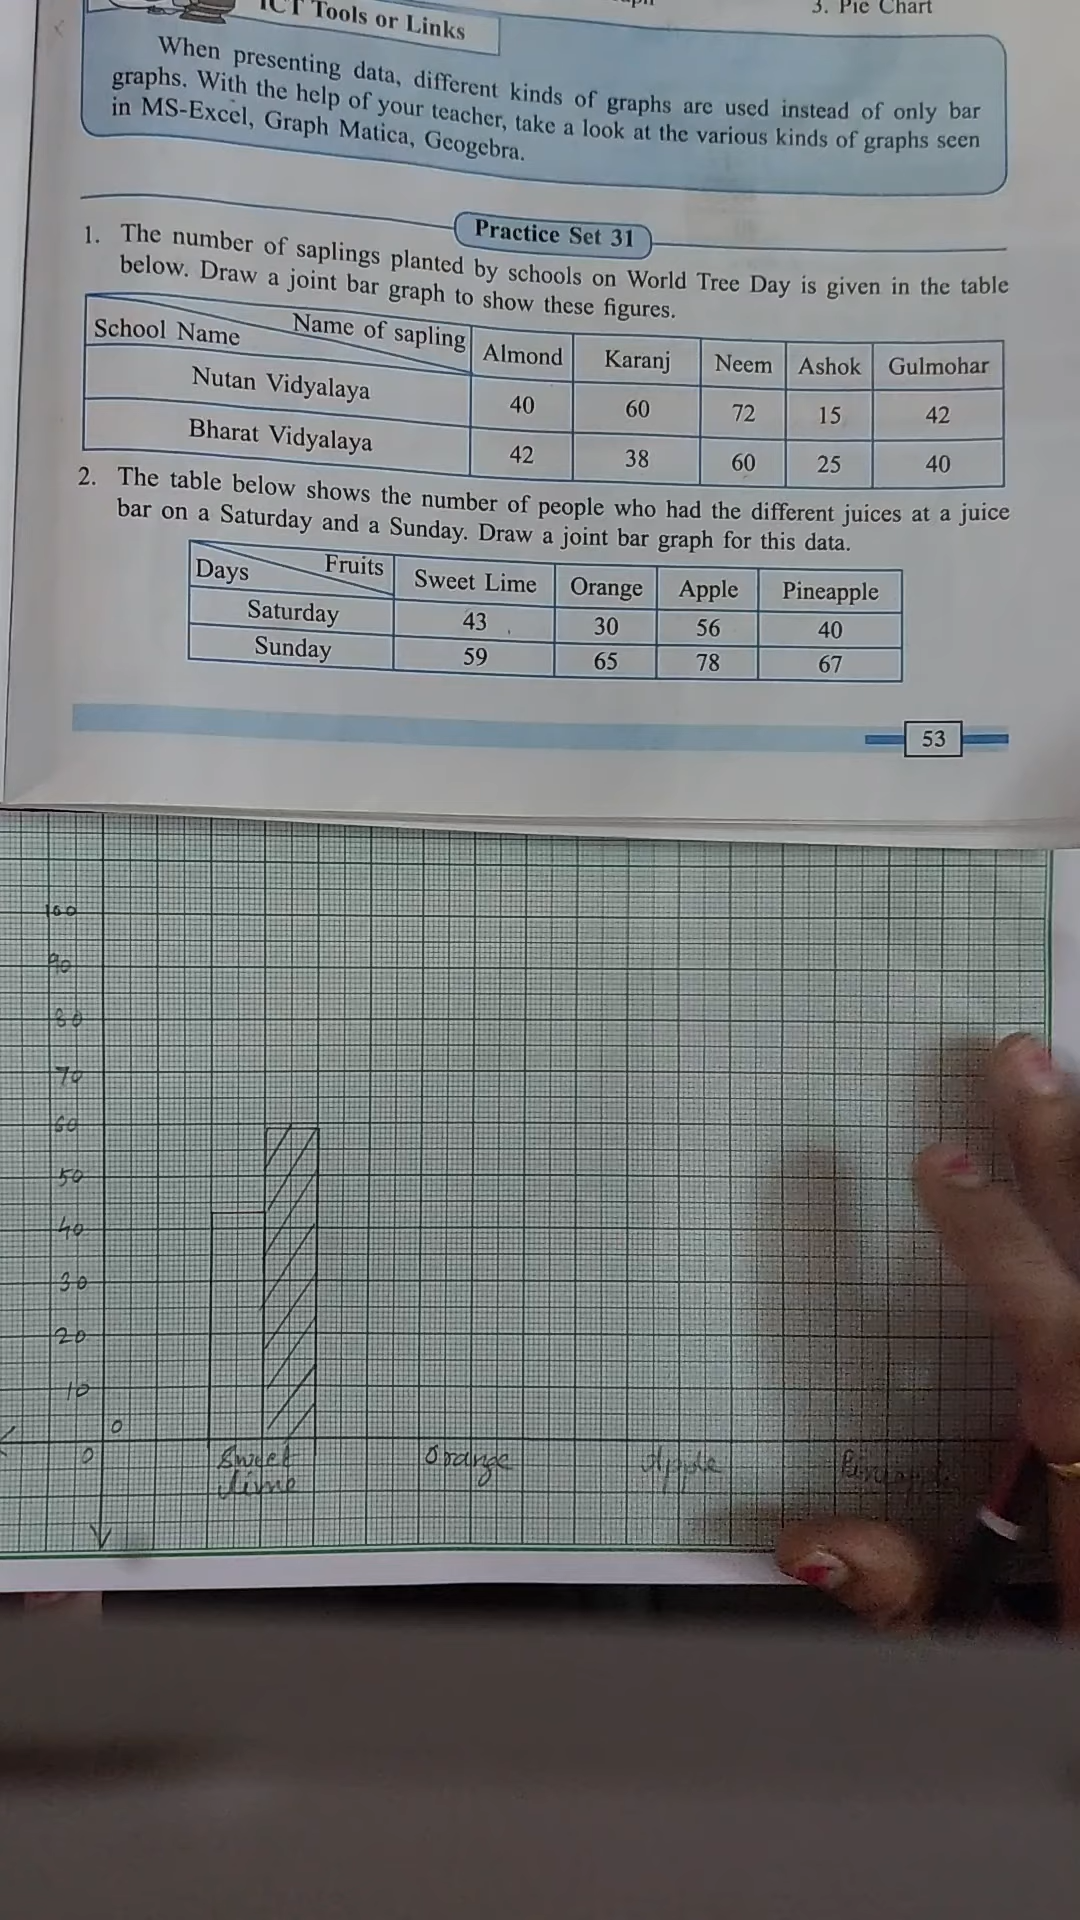 3. Pie Chart
ICT Tools or Links
When presenting data, different kinds of graphs are used instead of only bar
graphs. With the help of your teacher, take a look at the various kinds of graphs seen
in MS-Excel, Graph Matica, Geogebra.
Practice Set 31
1. The number of saplings planted by schools on World Tree Day is given in the table
below. Draw a joint bar graph to show these figures.
School Name Name of sapling Almond Karanj Neem Ashok Gulmohar
Nutan Vidyalaya 40 60 72 15 42
Bharat Vidyalaya 42 38 60 25 40
2. The table below shows the number of people who had the different juices at a juice
bar on a Saturday and a Sunday. Draw a joint bar graph for this data.
Days Fruits Sweet Lime Orange Apple Pineapple
Saturday 43 30 56 40
Sunday 59 65 78 67
53
100
90
80
70
60
50
40
30
20
10
0
0
Sweet Orange Apple
lime